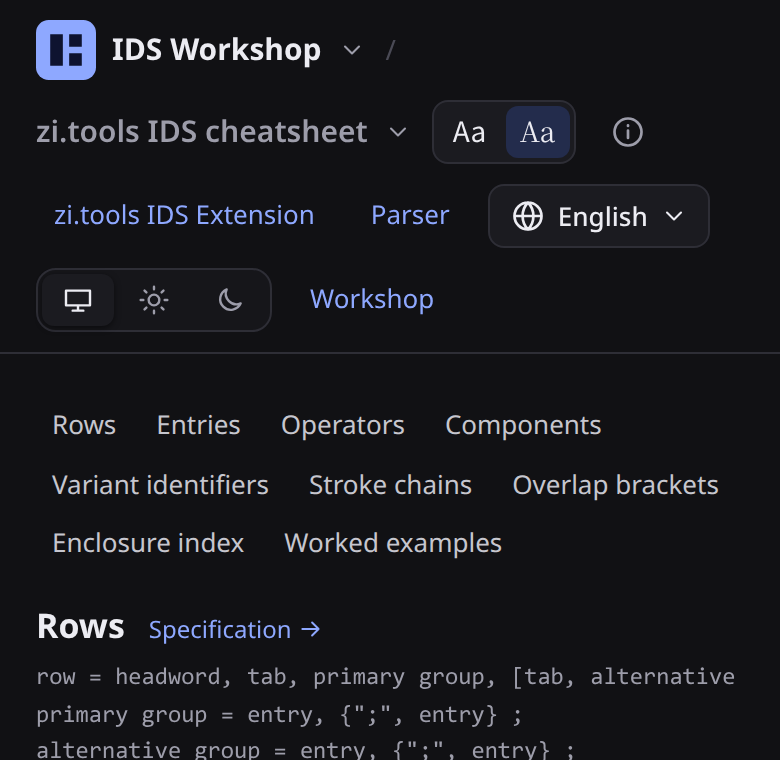 IDS Workshop /
zi.tools IDS cheatsheet Aa Aa
zi.tools IDS Extension Parser English
Workshop
Rows Entries Operators Components
Variant identifiers Stroke chains Overlap brackets
Enclosure index Worked examples
Rows Specification →
row = headword, tab, primary group, [tab, alternative
primary group = entry, {";", entry} ;
alternative group = entry, {";", entry} ;